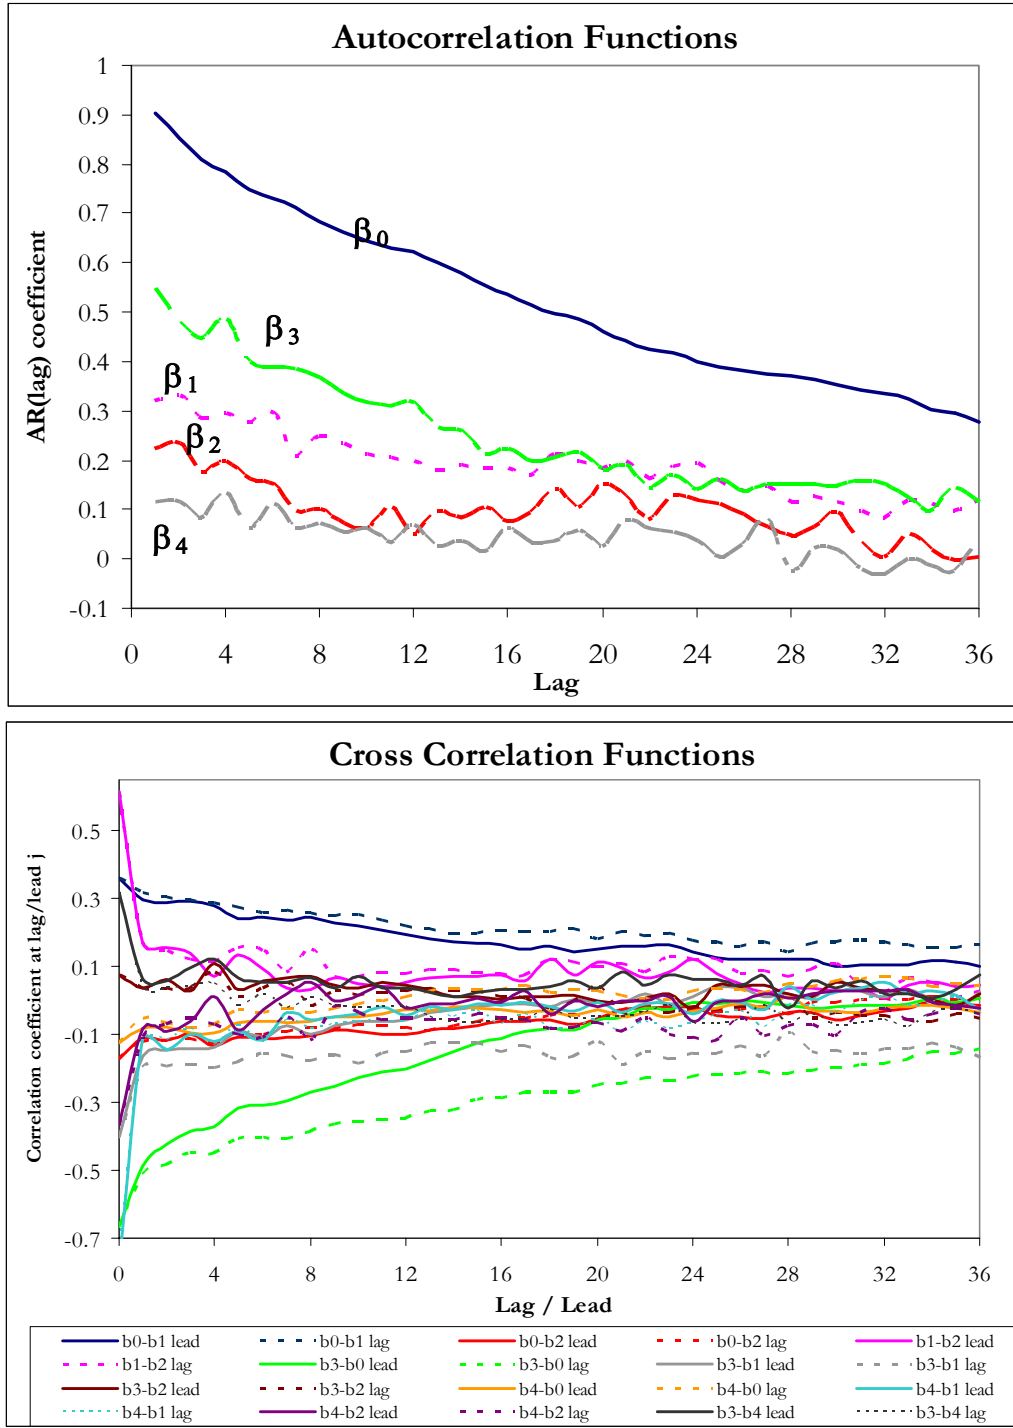 Autocorrelation Functions
1
0.9
0.8
0.7
0.6
0.5
0.4
0.3
0.2
0.1
0
-0.1
AR(lag) coefficient
β0
β3
β1
β2
β4
0 4 8 12 16 20 24 28 32 36
Lag
Cross Correlation Functions
0.5
0.3
0.1
-0.1
-0.3
-0.5
-0.7
Correlation coefficient at lag/lead j
0 4 8 12 16 20 24 28 32 36
Lag / Lead
b0-b1 lead b0-b1 lag b0-b2 lead b0-b2 lag b1-b2 lead
b1-b2 lag b3-b0 lead b3-b0 lag b3-b1 lead b3-b1 lag
b3-b2 lead b3-b2 lag b4-b0 lead b4-b0 lag b4-b1 lead
b4-b1 lag b4-b2 lead b4-b2 lag b3-b4 lead b3-b4 lag